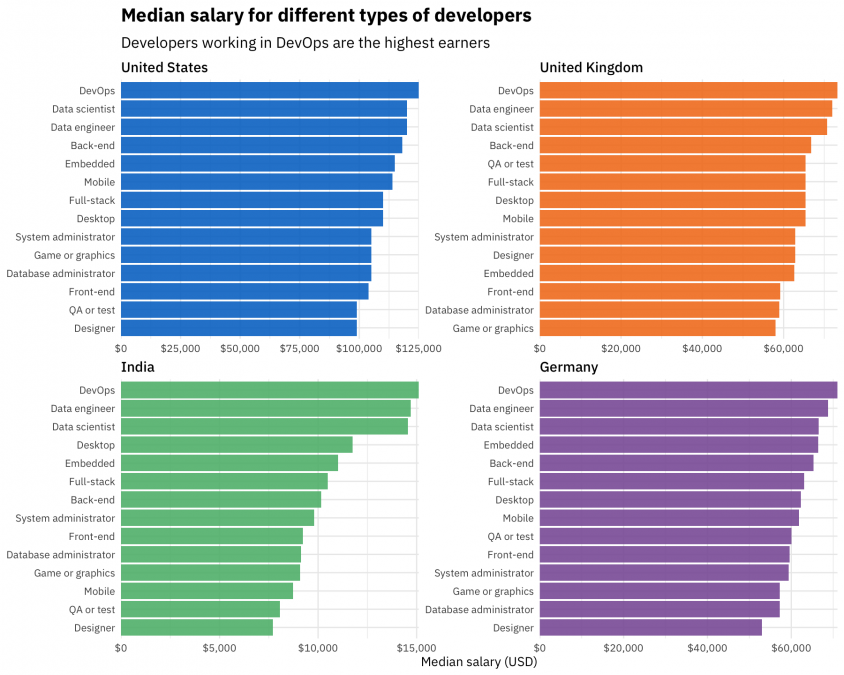 Median salary for different types of developers
Developers working in DevOps are the highest earners
United States
DevOps
Data scientist
Data engineer
Back-end
Embedded
Mobile
Full-stack
Desktop
System administrator
Game or graphics
Database administrator
Front-end
QA or test
Designer
$0 $25,000 $50,000 $75,000 $100,000 $125,000
United Kingdom
DevOps
Data engineer
Data scientist
Back-end
QA or test
Full-stack
Desktop
Mobile
System administrator
Designer
Embedded
Front-end
Database administrator
Game or graphics
$0 $20,000 $40,000 $60,000
India
DevOps
Data engineer
Data scientist
Desktop
Embedded
Full-stack
Back-end
System administrator
Front-end
Database administrator
Game or graphics
Mobile
QA or test
Designer
$0 $5,000 $10,000 $15,000
Germany
DevOps
Data engineer
Data scientist
Embedded
Back-end
Full-stack
Desktop
Mobile
QA or test
Front-end
System administrator
Game or graphics
Database administrator
Designer
$0 $20,000 $40,000 $60,000
Median salary (USD)